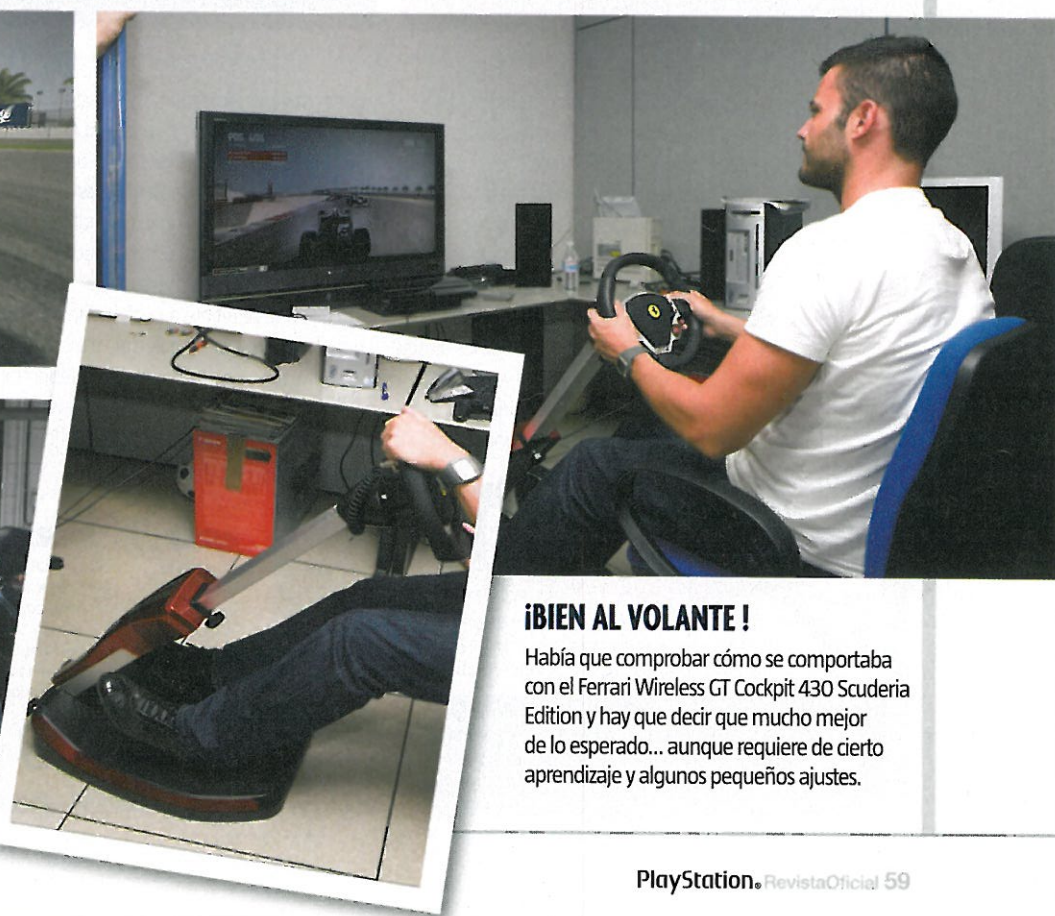 ¡BIEN AL VOLANTE !
Había que comprobar cómo se comportaba
con el Ferrari Wireless GT Cockpit 430 Scuderia
Edition y hay que decir que mucho mejor
de lo esperado... aunque requiere de cierto
aprendizaje y algunos pequeños ajustes.
PlayStation® RevistaOficial 59